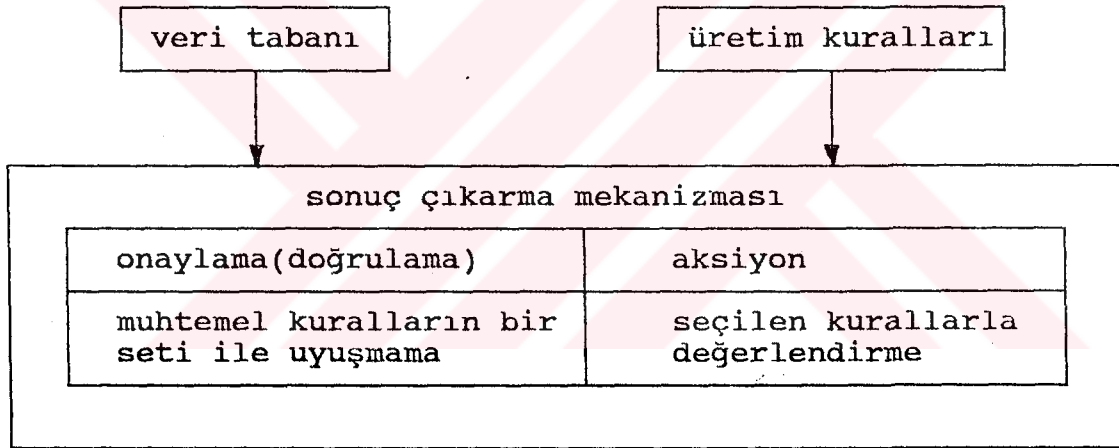 veri tabanı
üretim kuralları
sonuç çıkarma mekanizması
onaylama(doğrulama)
aksiyon
muhtemel kuralların bir
seti ile uyuşmama
seçilen kurallarla
değerlendirme